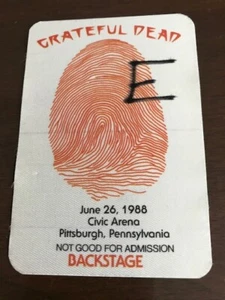 GRATEFUL DEAD
E
June 26, 1988
Civic Arena
Pittsburgh, Pennsylvania
NOT GOOD FOR ADMISSION
BACKSTAGE